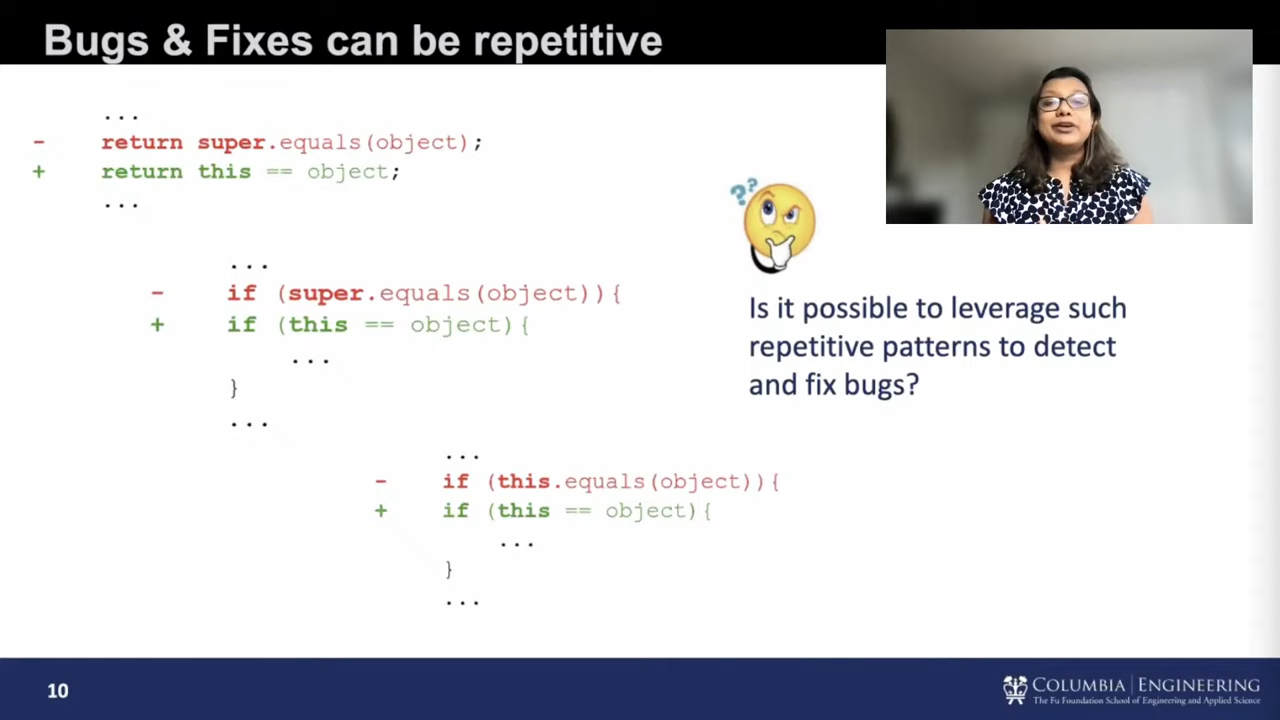 Bugs & Fixes can be repetitive
...
- return super.equals(object);
+ return this == object;
...
...
- if (super.equals(object)){
+ if (this == object){
...
}
...
...
- if (this.equals(object)){
+ if (this == object){
...
}
...
??
Is it possible to leverage such
repetitive patterns to detect
and fix bugs?
10
COLUMBIA | ENGINEERING
The Fu Foundation School of Engineering and Applied Science